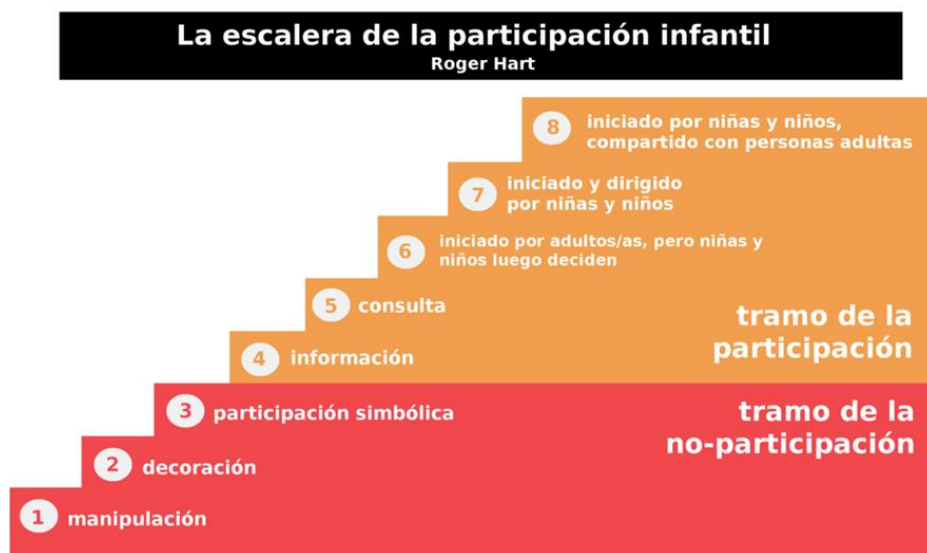 La escalera de la participación infantil
Roger Hart
8
iniciado por niñas y niños,
compartido con personas adultas
7
iniciado y dirigido
por niñas y niños
6
iniciado por adultos/as, pero niñas y
niños luego deciden
5
consulta
4
información
tramo de la
participación
3
participación simbólica
tramo de la
no-participación
2
decoración
1
manipulación